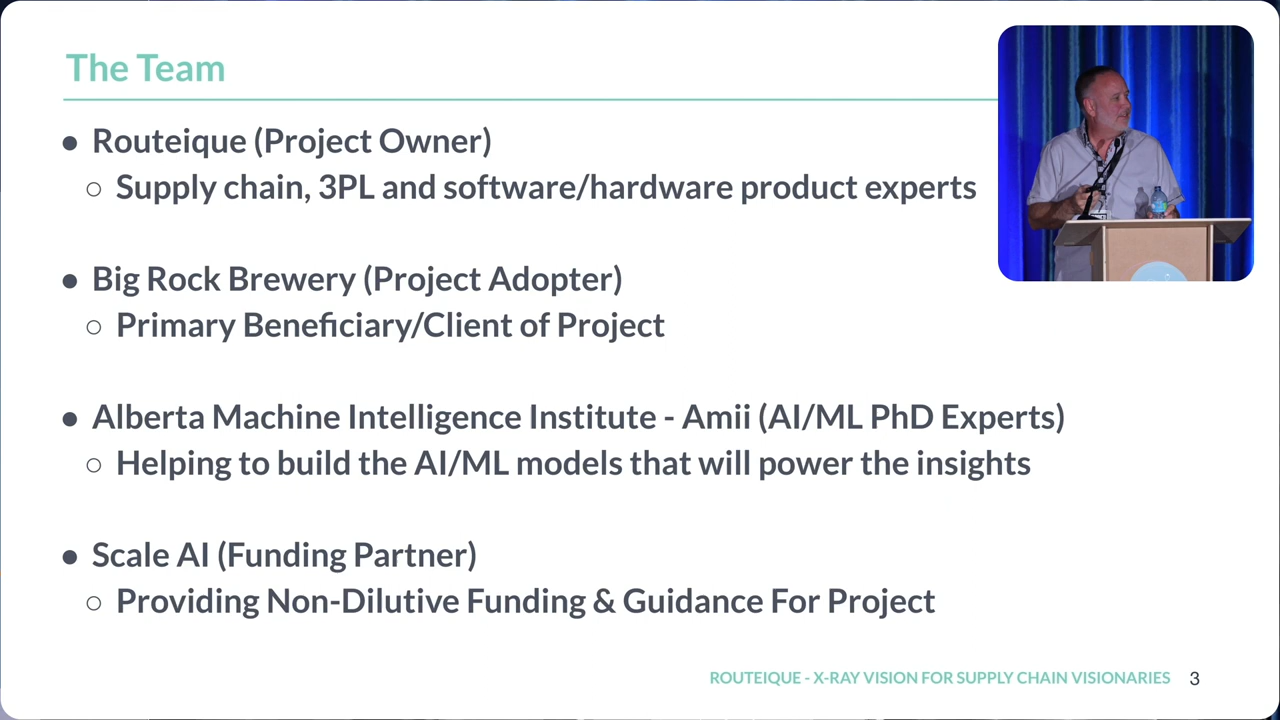 The Team
● Routeique (Project Owner)
○ Supply chain, 3PL and software/hardware product experts
● Big Rock Brewery (Project Adopter)
○ Primary Beneficiary/Client of Project
● Alberta Machine Intelligence Institute - Amii (AI/ML PhD Experts)
○ Helping to build the AI/ML models that will power the insights
● Scale AI (Funding Partner)
○ Providing Non-Dilutive Funding & Guidance For Project
ROUTEIQUE - X-RAY VISION FOR SUPPLY CHAIN VISIONARIES 3